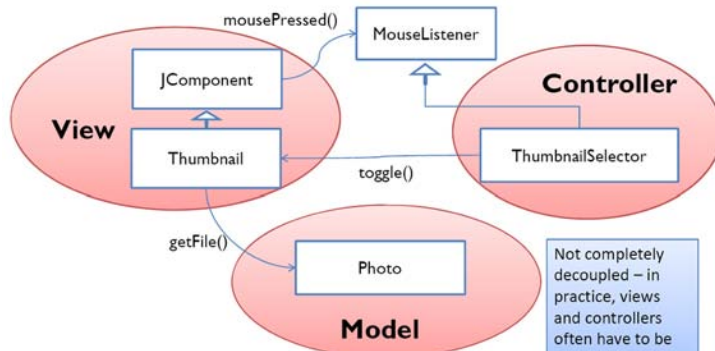 mousePressed()
MouseListener
JComponent
View
Controller
Thumbnail
ThumbnailSelector
toggle()
getFile()
Photo
Model
Not completely
decoupled – in
practice, views
and controllers
often have to be